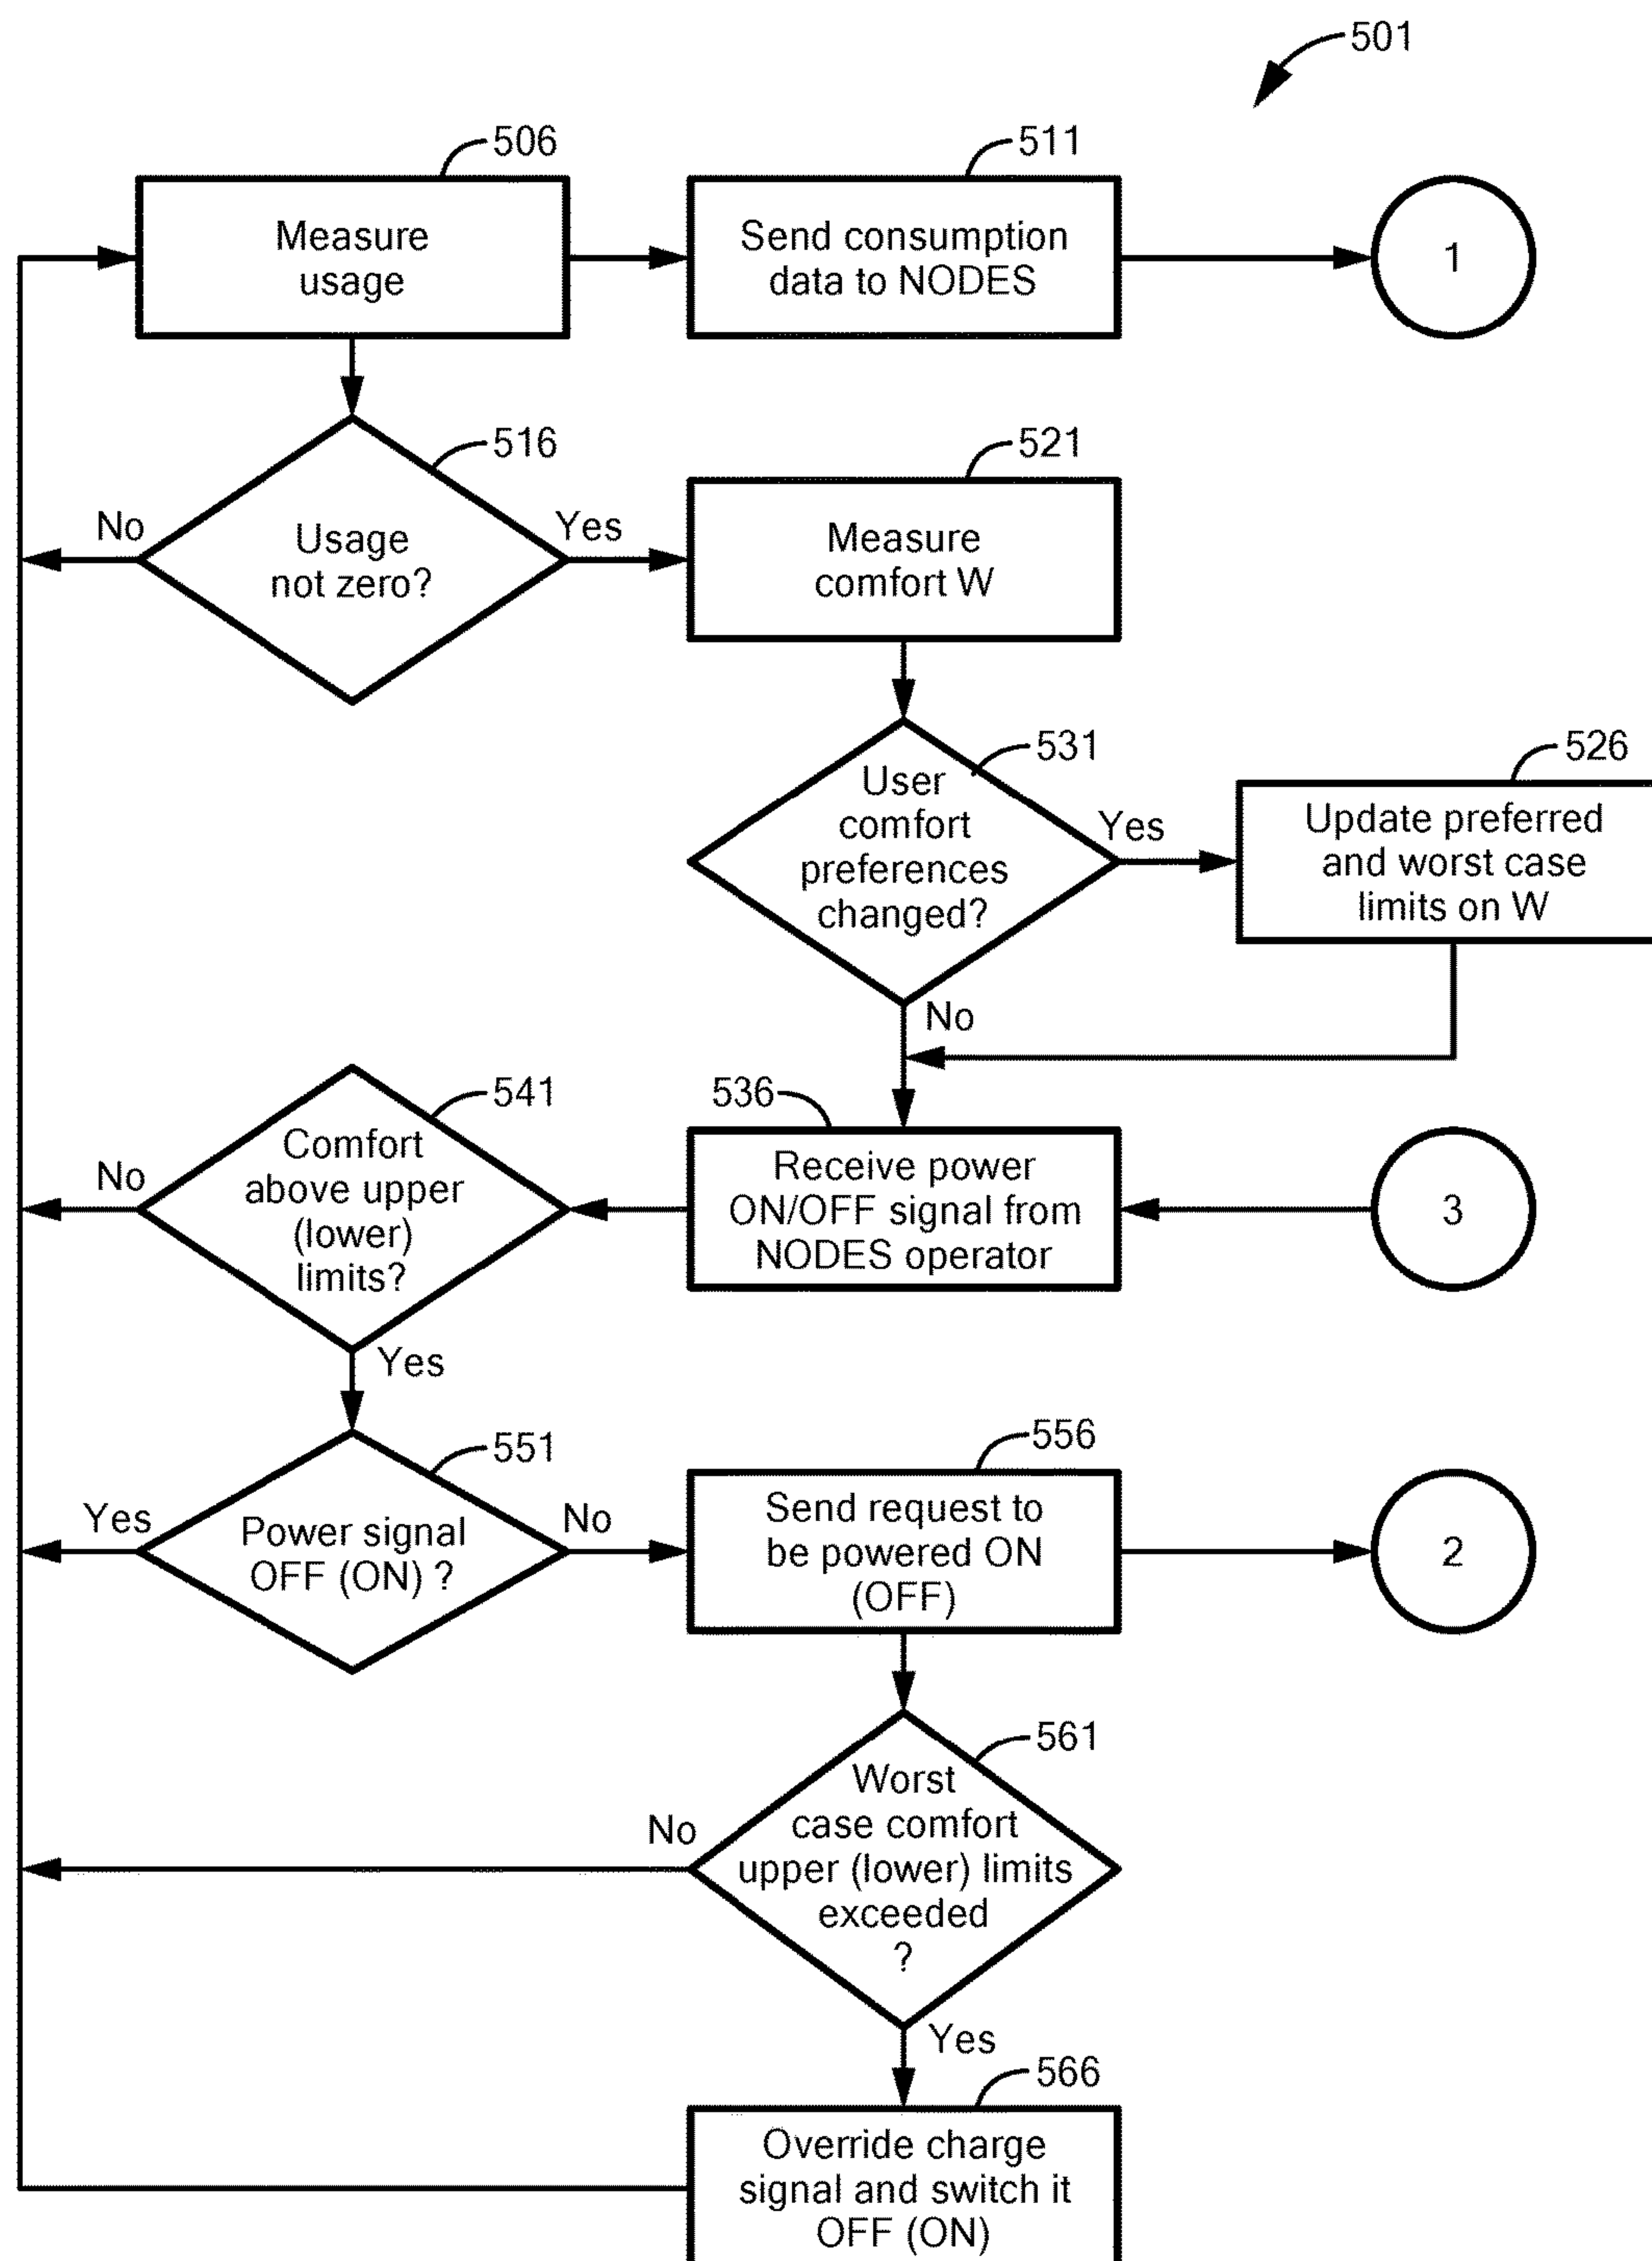 501
506
Measure
usage
511
Send consumption
data to NODES
1
516
No
Usage
not zero?
Yes
521
Measure
comfort W
531
User
comfort
preferences
changed?
Yes
526
Update preferred
and worst case
limits on W
No
541
No
Comfort
above upper
(lower)
limits?
536
Receive power
ON/OFF signal from
NODES operator
3
Yes
551
Yes
Power signal
OFF (ON) ?
No
556
Send request to
be powered ON
(OFF)
2
561
No
Worst
case comfort
upper (lower) limits
exceeded
?
Yes
566
Override charge
signal and switch it
OFF (ON)